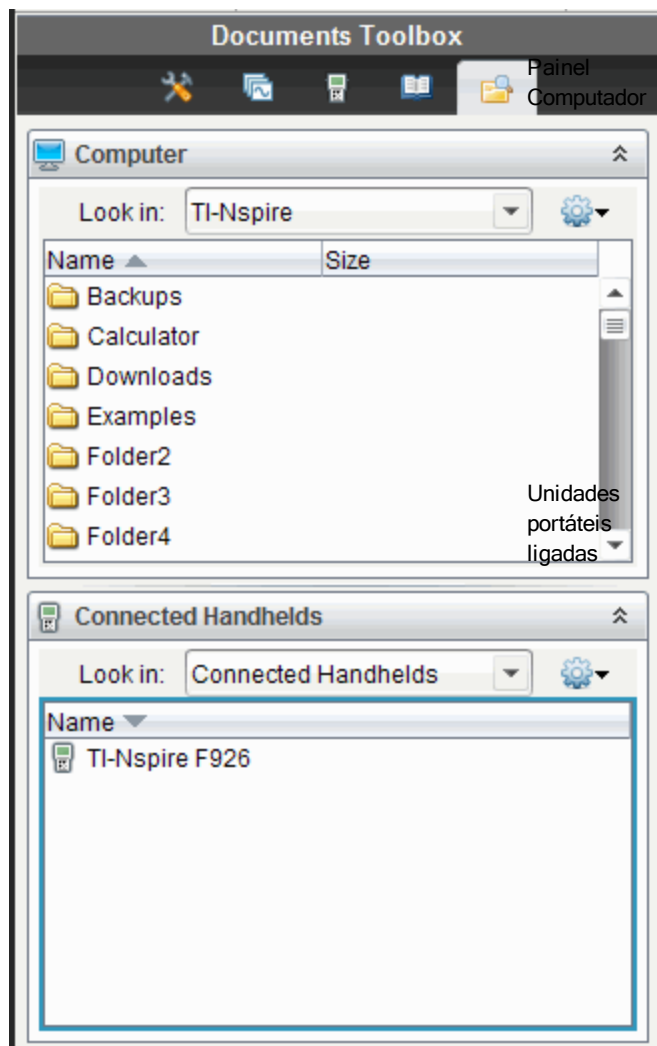 Documents Toolbox
Painel
Computador
Computer
Look in: TI-Nspire
Name Size
Backups
Calculator
Downloads
Examples
Folder2
Folder3
Folder4
Unidades
portáteis
ligadas
Connected Handhelds
Look in: Connected Handhelds
Name
TI-Nspire F926